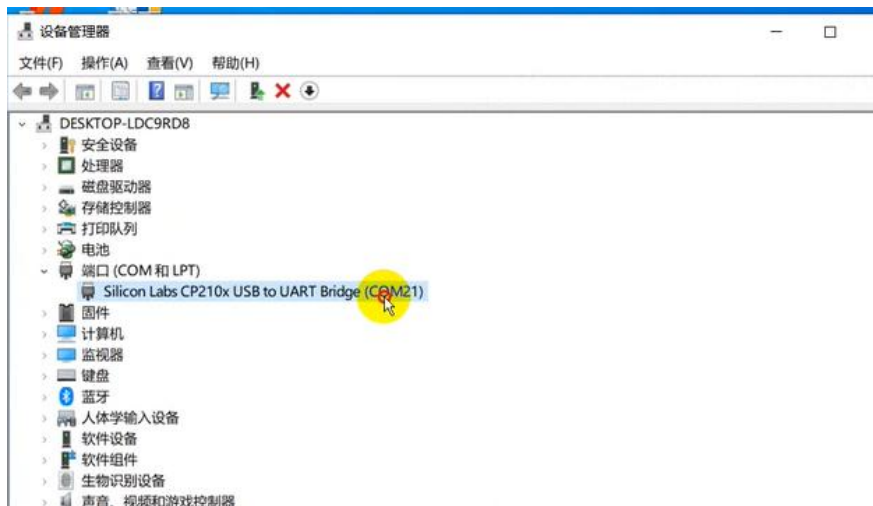 设备管理器
文件(F) 操作(A) 查看(V) 帮助(H)
DESKTOP-LDC9RD8
安全设备
处理器
磁盘驱动器
存储控制器
打印队列
电池
端口 (COM 和 LPT)
Silicon Labs CP210x USB to UART Bridge (COM21)
固件
计算机
监视器
键盘
蓝牙
人体学输入设备
软件设备
软件组件
生物识别设备
声音、视频和游戏控制器